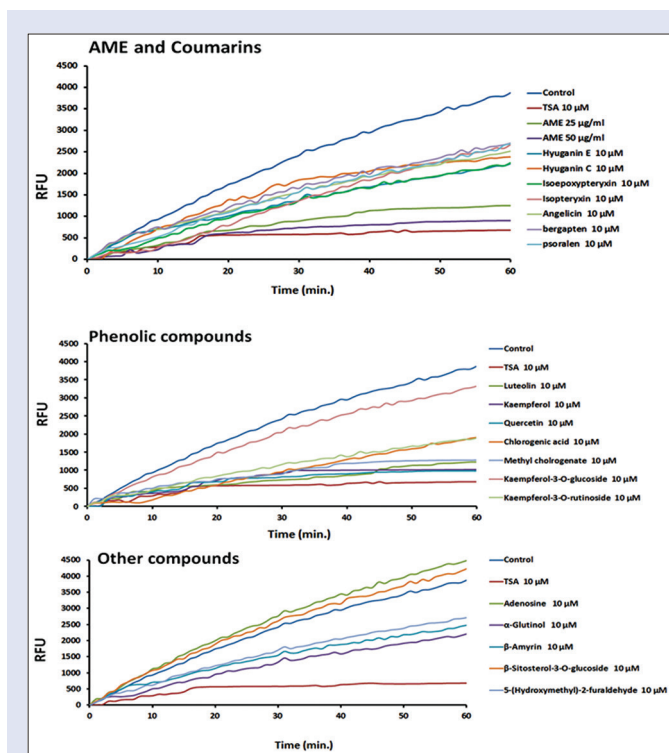 AME and Coumarins
4500
4000
3500
3000
2500
2000
1500
1000
500
0
RFU
0 10 20 30 40 50 60
Time (min.)
Control
TSA 10 μM
AME 25 μg/ml
AME 50 μg/ml
Hyuganin E 10 μM
Hyuganin C 10 μM
Isoepoxypteryxin 10 μM
Isopteryxin 10 μM
Angelicin 10 μM
bergapten 10 μM
psoralen 10 μM
Phenolic compounds
4500
4000
3500
3000
2500
2000
1500
1000
500
0
RFU
0 10 20 30 40 50 60
Time (min.)
Control
TSA 10 μM
Luteolin 10 μM
Kaempferol 10 μM
Quercetin 10 μM
Chlorogenic acid 10 μM
Methyl cholrogenate 10 μM
Kaempferol-3-O-glucoside 10 μM
Kaempferol-3-O-rutinoside 10 μM
Other compounds
4500
4000
3500
3000
2500
2000
1500
1000
500
0
RFU
0 10 20 30 40 50 60
Time (min.)
Control
TSA 10 μM
Adenosine 10 μM
α-Glutinol 10 μM
β-Amyrin 10 μM
β-Sitosterol-3-O-glucoside 10 μM
5-(Hydroxymethyl)-2-furaldehyde 10 μM